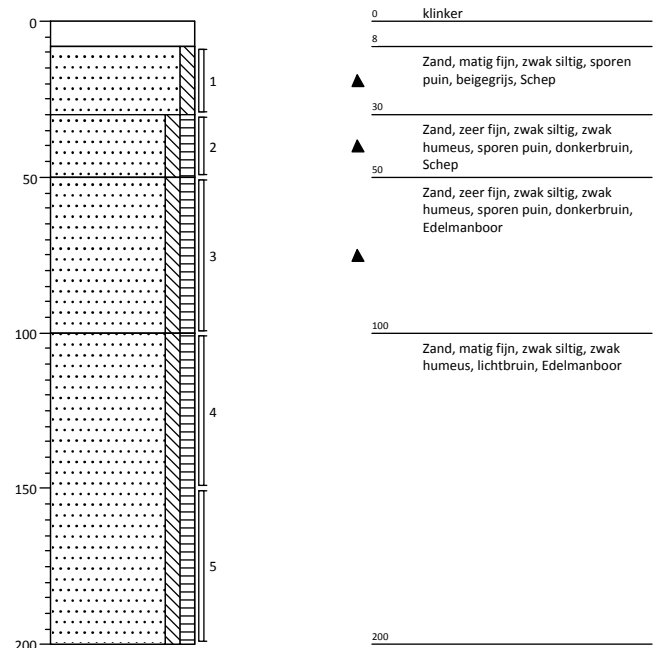 0
50
100
150
200
1
2
3
4
5
0
klinker
8
Zand, matig fijn, zwak siltig, sporen
puin, beigegrijs, Schep
30
Zand, zeer fijn, zwak siltig, zwak
humeus, sporen puin, donkerbruin,
Schep
50
Zand, zeer fijn, zwak siltig, zwak
humeus, sporen puin, donkerbruin,
Edelmanboor
100
Zand, matig fijn, zwak siltig, zwak
humeus, lichtbruin, Edelmanboor
200